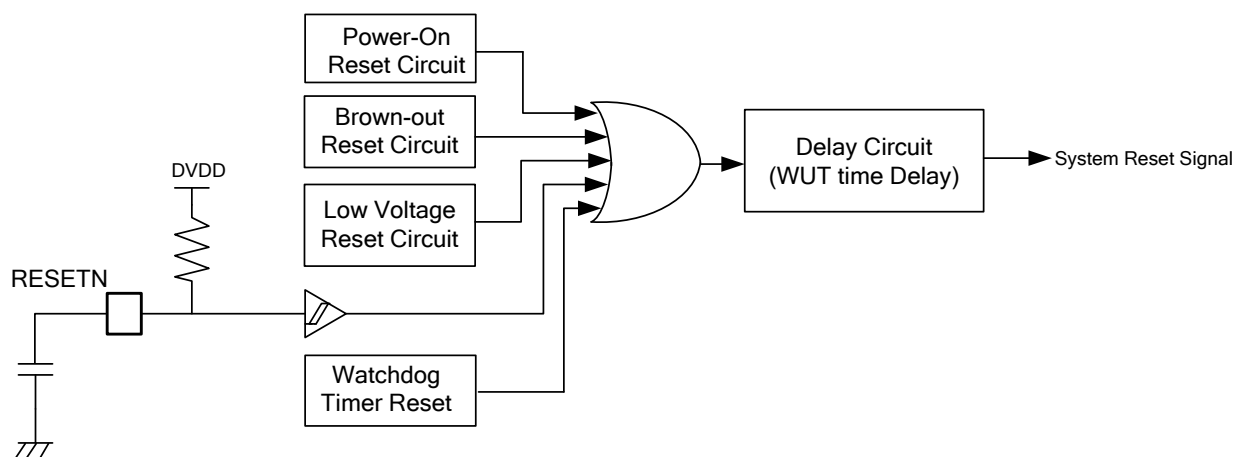 Power-On
Reset Circuit
Brown-out
Reset Circuit
DVDD
Low Voltage
Reset Circuit
RESETN
Watchdog
Timer Reset
Delay Circuit
(WUT time Delay)
System Reset Signal